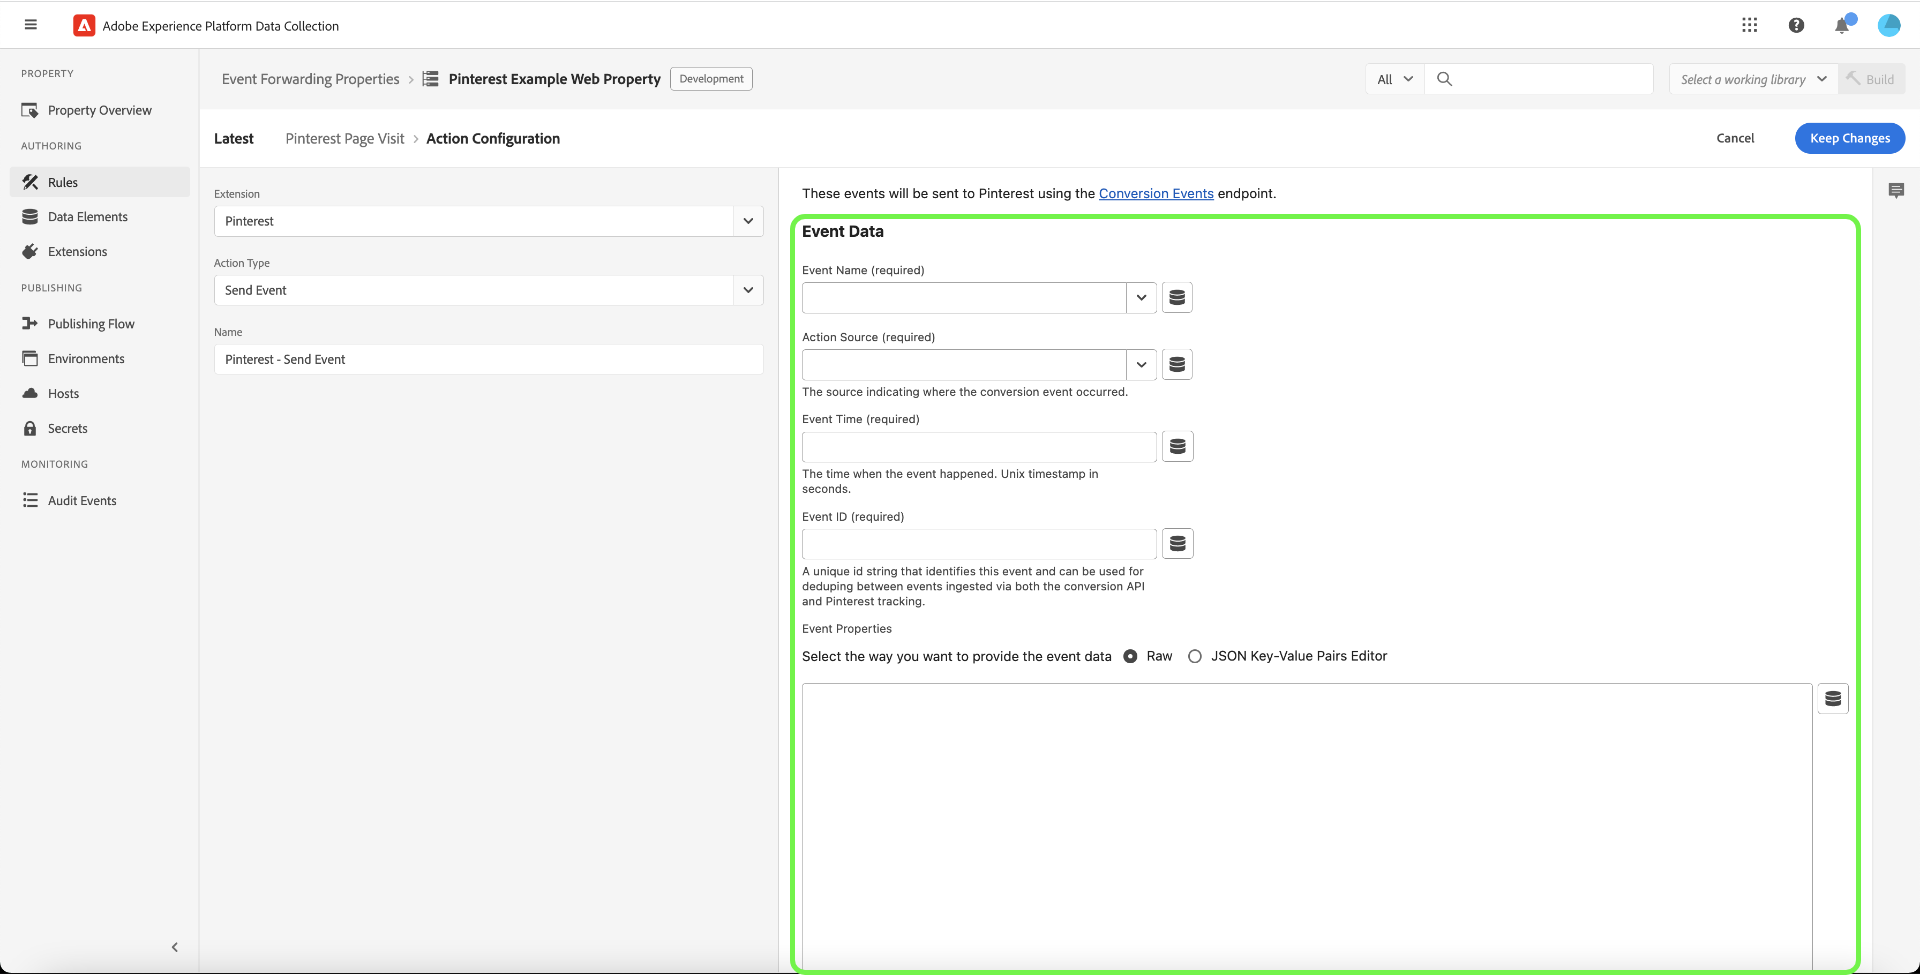 Adobe Experience Platform Data Collection
PROPERTY
Property Overview
AUTHORING
Rules
Data Elements
Extensions
PUBLISHING
Publishing Flow
Environments
Hosts
Secrets
MONITORING
Audit Events
Event Forwarding Properties > Pinterest Example Web Property Development
All
Select a working library
Build
Latest Pinterest Page Visit > Action Configuration
Cancel
Keep Changes
Extension
Pinterest
Action Type
Send Event
Name
Pinterest - Send Event
These events will be sent to Pinterest using the Conversion Events endpoint.
Event Data
Event Name (required)
Action Source (required)
The source indicating where the conversion event occurred.
Event Time (required)
The time when the event happened. Unix timestamp in
seconds.
Event ID (required)
A unique id string that identifies this event and can be used for
deduping between events ingested via both the conversion API
and Pinterest tracking.
Event Properties
Select the way you want to provide the event data Raw JSON Key-Value Pairs Editor